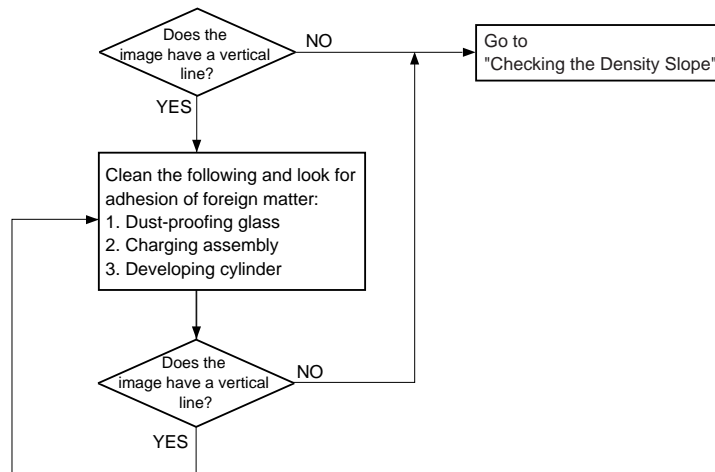 Does the
image have a vertical
line?
NO
Go to
"Checking the Density Slope"
YES
Clean the following and look for
adhesion of foreign matter:
1. Dust-proofing glass
2. Charging assembly
3. Developing cylinder
Does the
image have a vertical
line?
NO
YES